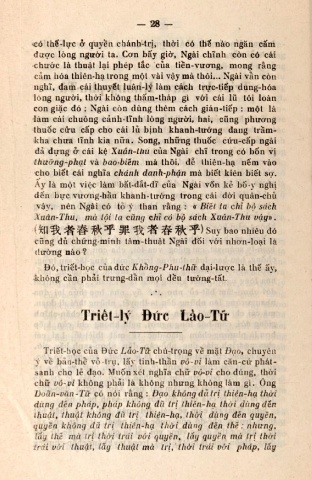 — 28 —
có thế-lực ở quyền chánh-trị, thời có thể nào ngăn cấm
được lòng người ta. Cơn bấy giờ, Ngài chỉnh còn có cái
chước là thuật lại phép tắc của tiên-vương, mong rằng
cảm hóa thiên-hạ trong một vài vậy mà thôi... Ngài vẫn còn
nghĩ, đam cái thuyết luân-lý làm cách trực-tiếp dung-hóa
lòng người, thời không thấm-tháp gì với cái lũ tôi loàn
con giặc đó ; Ngài còn dùng thêm cách gián-tiếp : một là
làm cái chuông cảnh-tỉnh lòng người, hai, cũng phương
thuốc cứu cấp cho cái lũ bịnh khanh-tướng đang trầm-
kha chưa tỉnh kia nữa. Song, những thuốc cứu-cấp ngài
đã đựng ở cái kệ Xuân-thu của Ngài chỉ trong có bốn vị
thưởng-phạt và bao-biếm mà thôi. để thiên-hạ nếm vào
cho biết cái nghĩa chánh danh-phận mà biết kiên biết sợ.
Ấy là một việc làm bất-đắt-dĩ của Ngài vốn kẻ bố-y nghị
đến bực vương-hầu khanh-tướng trong cái đời quân-chủ
vậy, nên Ngài có tỏ ý than rằng : « Biết ta chỉ bộ sách
Xuân-Thu, mà tội ta cũng chỉ có bộ sách Xuân-Thu vậy».
(知我者春秋乎罪我者春秋乎) Suy bao nhiêu đó
cũng đủ chứng-minh tâm-thuật Ngài đối với nhơn-loại là
dường nào ?
Đó, triết-học của đức Khổng-Phu-thử đại-lược là thế ấy,
không cần phải trưng-dẫn mọi đều tường-tất.
Triết-lý Đức Lão-Tử
Triết-học của Đức Lão-Tử chú-trọng về mặt Đạo, chuyên
ý về bản-thể vỏ-trụ, lấy tinh-thần vô-vi làm căn-cứ phát-
sanh cho lẽ đạo. Muốn xét nghĩa chữ vô-vi cho đúng, thời
chữ vô-vi không phải là không nhưng không làm gì. Ông
Doãn-văn-Tử có nói rằng : Đạo không đủ trị thiên-hạ thời
dùng đến pháp, pháp không đủ trị thiên-hạ thời dùng đến
thuật, thuật không đủ trị thiên-hạ, thời dùng đến quyền,
quyền không đủ trị thiên-hạ thời dùng đến thế : nhưng,
lấy thế mà trị thời trái với quyền, lấy quyền mà trị thời
trái với thuật, lấy thuật mà trị, thời trái với pháp, lấy